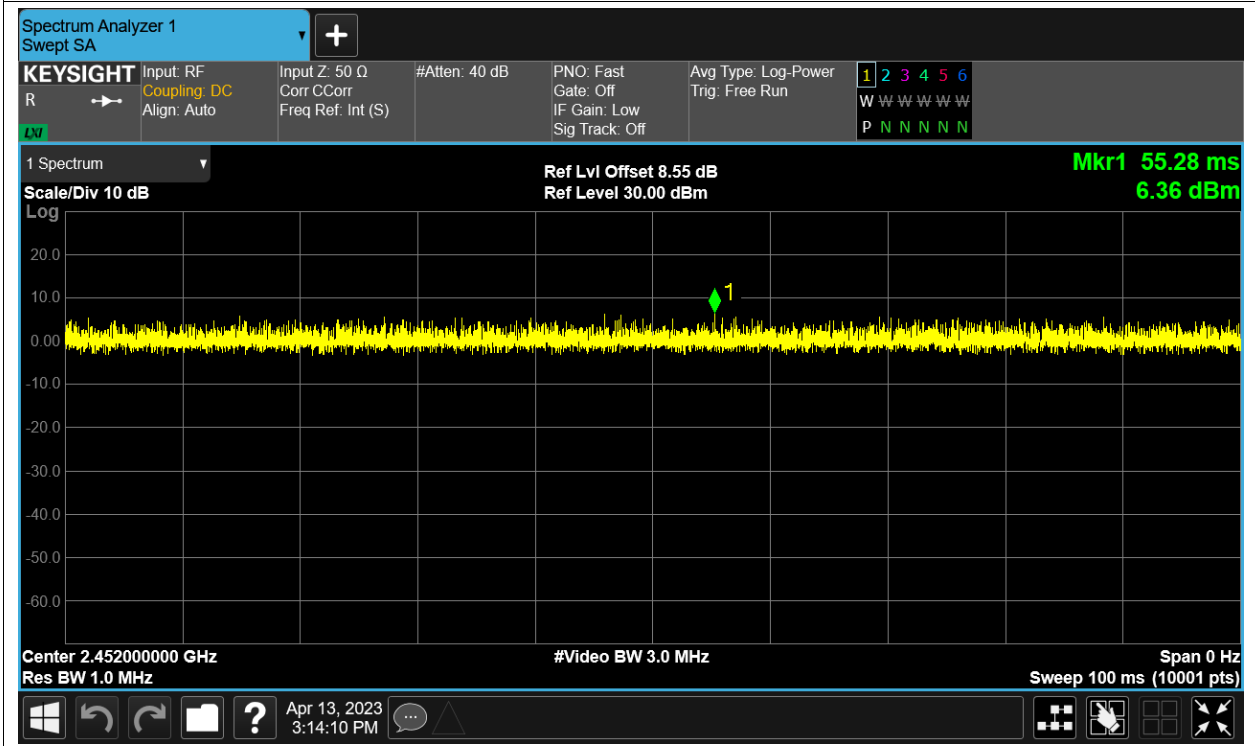 Spectrum Analyzer 1
Swept SA
+
KEYSIGHT
R
LXI
Input: RF
Coupling: DC
Align: Auto
Input Z: 50 Ω
Corr CCorr
Freq Ref: Int (S)
#Atten: 40 dB
PNO: Fast
Gate: Off
IF Gain: Low
Sig Track: Off
Avg Type: Log-Power
Trig: Free Run
1 2 3 4 5 6
W W W W W W
P N N N N N
1 Spectrum
Scale/Div 10 dB
Log
Ref Lvl Offset 8.55 dB
Ref Level 30.00 dBm
Mkr1 55.28 ms
6.36 dBm
20.0
10.0
0.00
-10.0
-20.0
-30.0
-40.0
-50.0
-60.0
1
Center 2.452000000 GHz
Res BW 1.0 MHz
#Video BW 3.0 MHz
Span 0 Hz
Sweep 100 ms (10001 pts)
?
Apr 13, 2023
3:14:10 PM